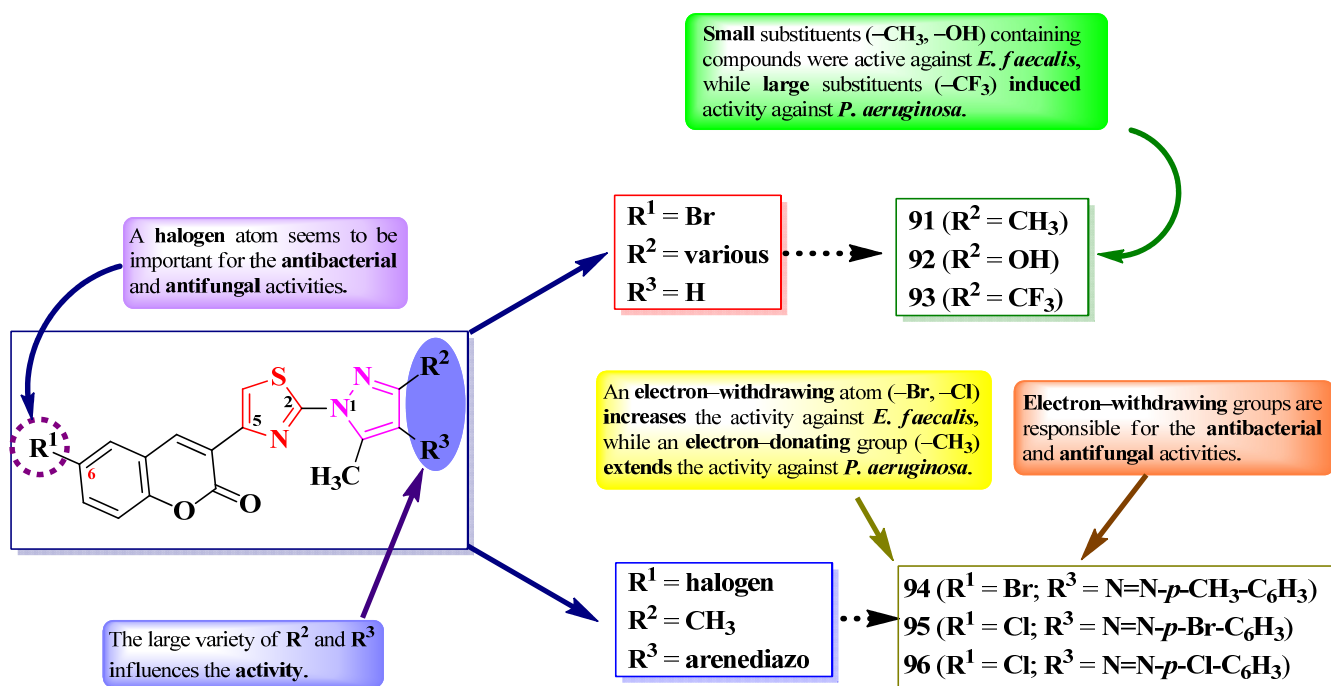 Small substituents (–CH₃, –OH) containing
compounds were active against E. faecalis,
while large substituents (–CF₃) induced
activity against P. aeruginosa.
A halogen atom seems to be
important for the antibacterial
and antifungal activities.
R¹ = Br
R² = various
R³ = H
91 (R² = CH₃)
92 (R² = OH)
93 (R² = CF₃)
R¹
6
O
O
5
S
2
N
N
1
N
H₃C
R²
R³
An electron–withdrawing atom (–Br, –Cl)
increases the activity against E. faecalis,
while an electron–donating group (–CH₃)
extends the activity against P. aeruginosa.
Electron–withdrawing groups are
responsible for the antibacterial
and antifungal activities.
The large variety of R² and R³
influences the activity.
R¹ = halogen
R² = CH₃
R³ = arenediazo
94 (R¹ = Br; R³ = N=N-p-CH₃-C₆H₃)
95 (R¹ = Cl; R³ = N=N-p-Br-C₆H₃)
96 (R¹ = Cl; R³ = N=N-p-Cl-C₆H₃)